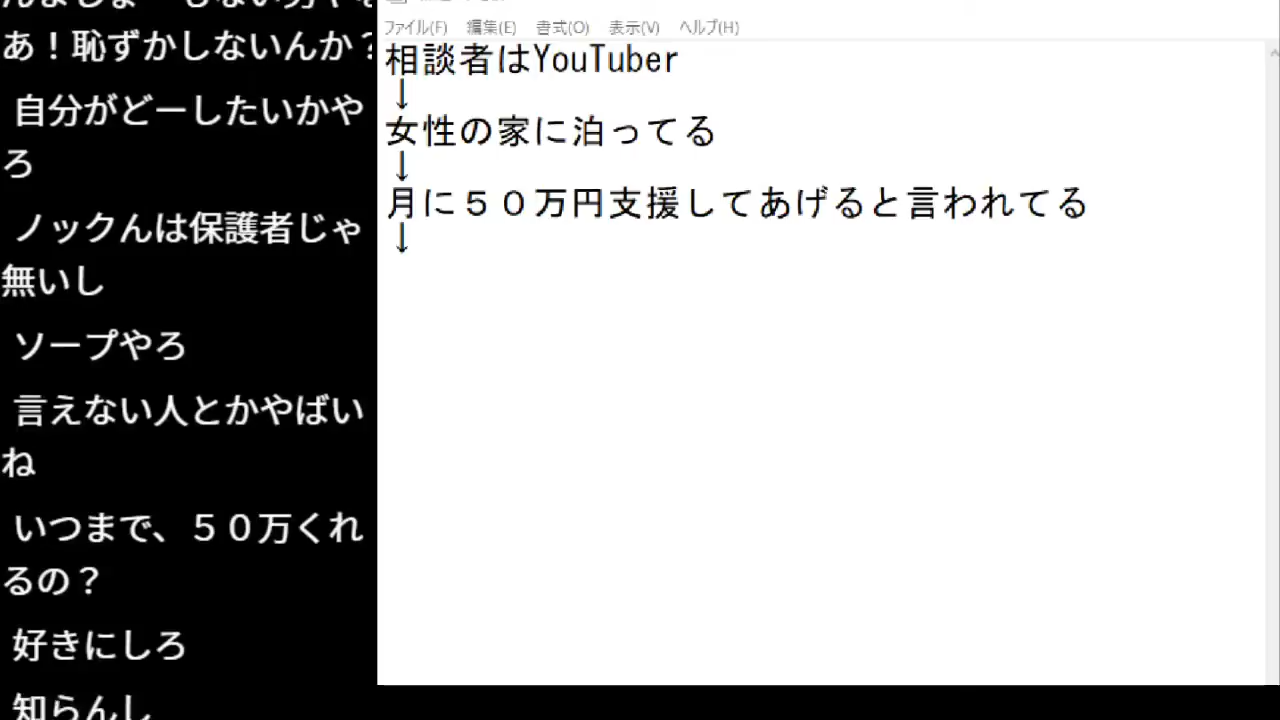 あ！恥ずかしないんか？
自分がどーしたいかや
ろ
ノックんは保護者じゃ
無いし
ソープやろ
言えない人とかやばい
ね
いつまで、５０万くれ
るの？
好きにしろ
知らんし
ファイル(F) 編集(E) 書式(O) 表示(V) ヘルプ(H)
相談者はYouTuber
↓
女性の家に泊ってる
↓
月に５０万円支援してあげると言われてる
↓